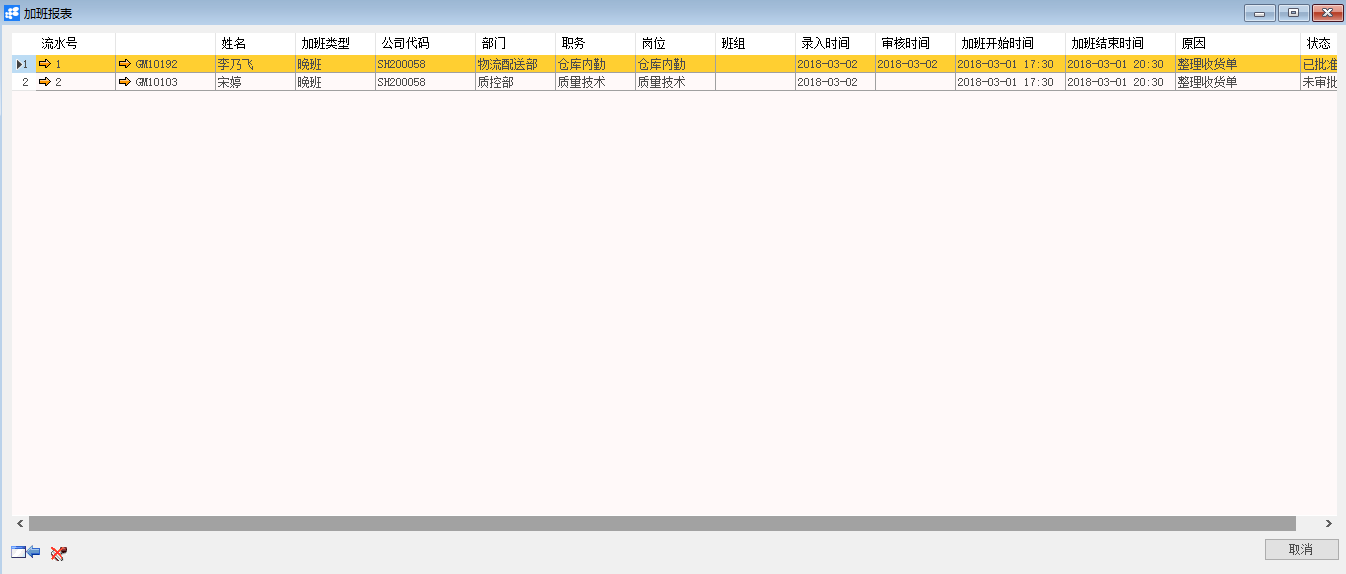 加班报表
流水号 姓名 加班类型 公司代码 部门 职务 岗位 班组 录入时间 审核时间 加班开始时间 加班结束时间 原因 状态
1 1 GM10192 李乃飞 晚班 SH200058 物流配送部 仓库内勤 仓库内勤 2018-03-02 2018-03-02 2018-03-01 17:30 2018-03-01 20:30 整理收货单 已批准
2 2 GM10103 宋婷 晚班 SH200058 质控部 质量技术 质量技术 2018-03-02 2018-03-01 17:30 2018-03-01 20:30 整理收货单 未审批
取消